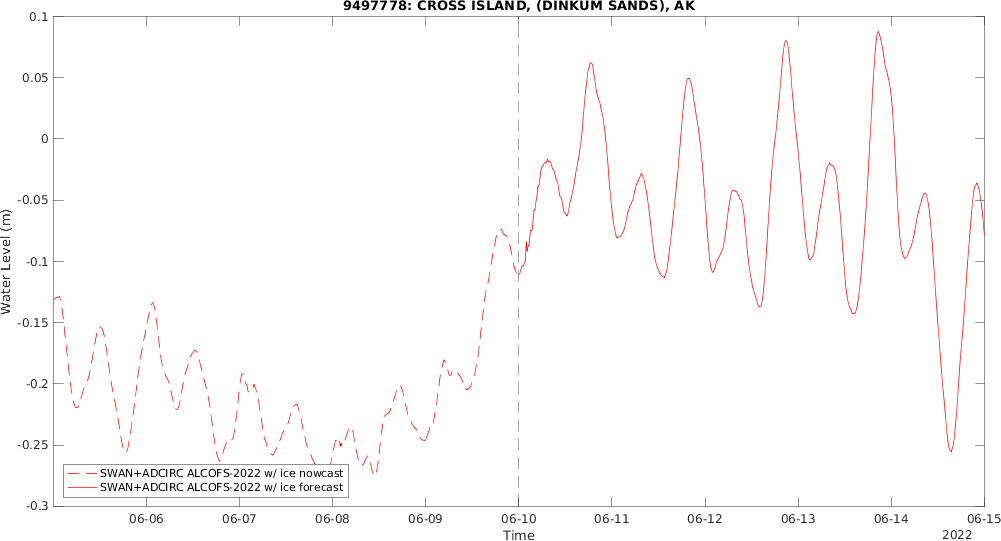 9497778: CROSS ISLAND, (DINKUM SANDS), AK
0.1
0.05
0
-0.05
-0.1
-0.15
-0.2
-0.25
-0.3
Water Level (m)
SWAN+ADCIRC ALCOFS-2022 w/ ice nowcast
SWAN+ADCIRC ALCOFS-2022 w/ ice forecast
06-06 06-07 06-08 06-09 06-10 06-11 06-12 06-13 06-14 06-15
Time
2022